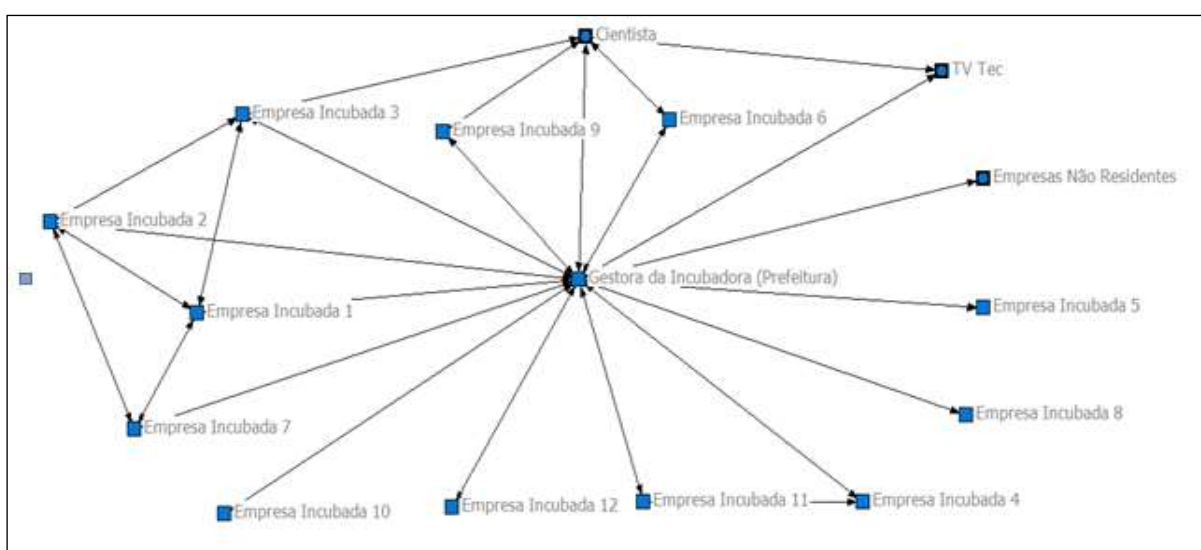 Cientista
TV Tec
Empresa Incubada 3
Empresa Incubada 9
Empresa Incubada 6
Empresas Não Residentes
Empresa Incubada 2
Gestora da Incubadora (Prefeitura)
Empresa Incubada 1
Empresa Incubada 5
Empresa Incubada 7
Empresa Incubada 8
Empresa Incubada 10
Empresa Incubada 12
Empresa Incubada 11
Empresa Incubada 4